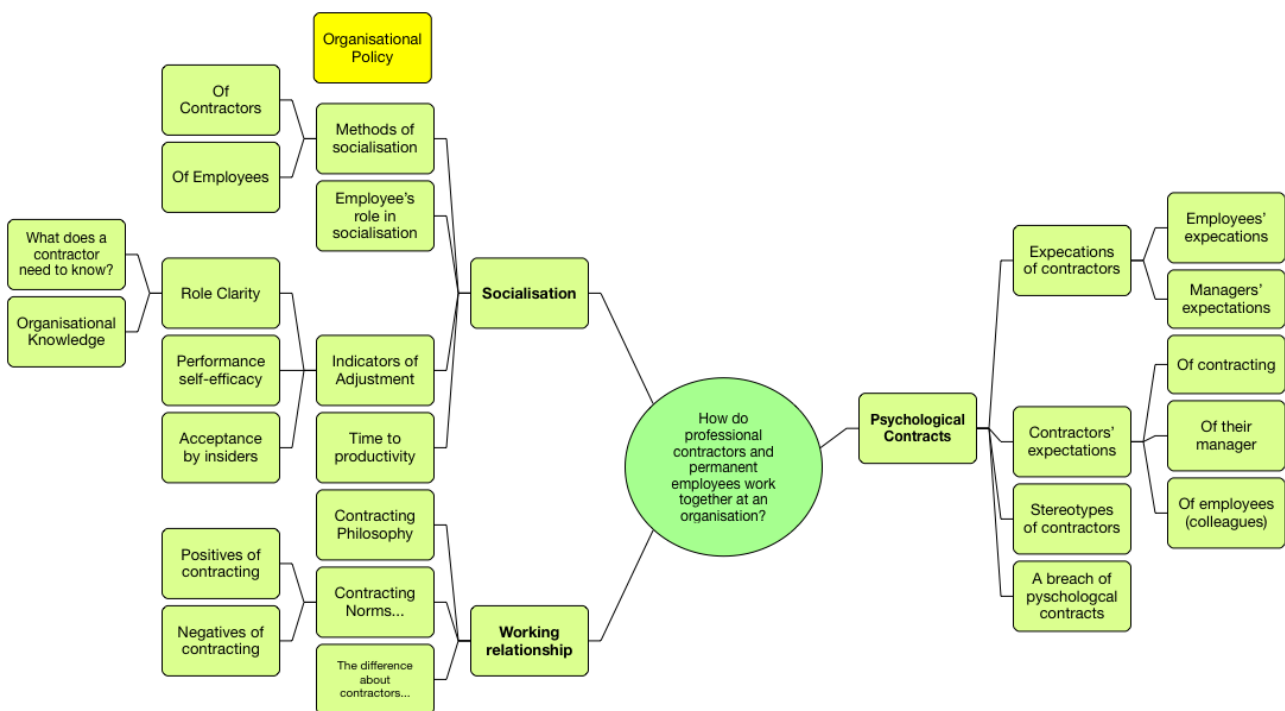 Organisational
Policy
Of
Contractors
Of Employees
Methods of
socialisation
Employee's
role in
socialisation
What does a
contractor
need to know?
Organisational
Knowledge
Role Clarity
Performance
self-efficacy
Acceptance
by insiders
Indicators of
Adjustment
Time to
productivity
Socialisation
Positives of
contracting
Negatives of
contracting
Contracting
Philosophy
Contracting
Norms...
The difference
about
contractors...
Working
relationship
How do
professional
contractors and
permanent
employees work
together at an
organisation?
Psychological
Contracts
Expecations
of contractors
Employees'
expecations
Managers'
expectations
Contractors'
expectations
Of contracting
Of their
manager
Of employees
(colleagues)
Stereotypes
of contractors
A breach of
pyschologcal
contracts